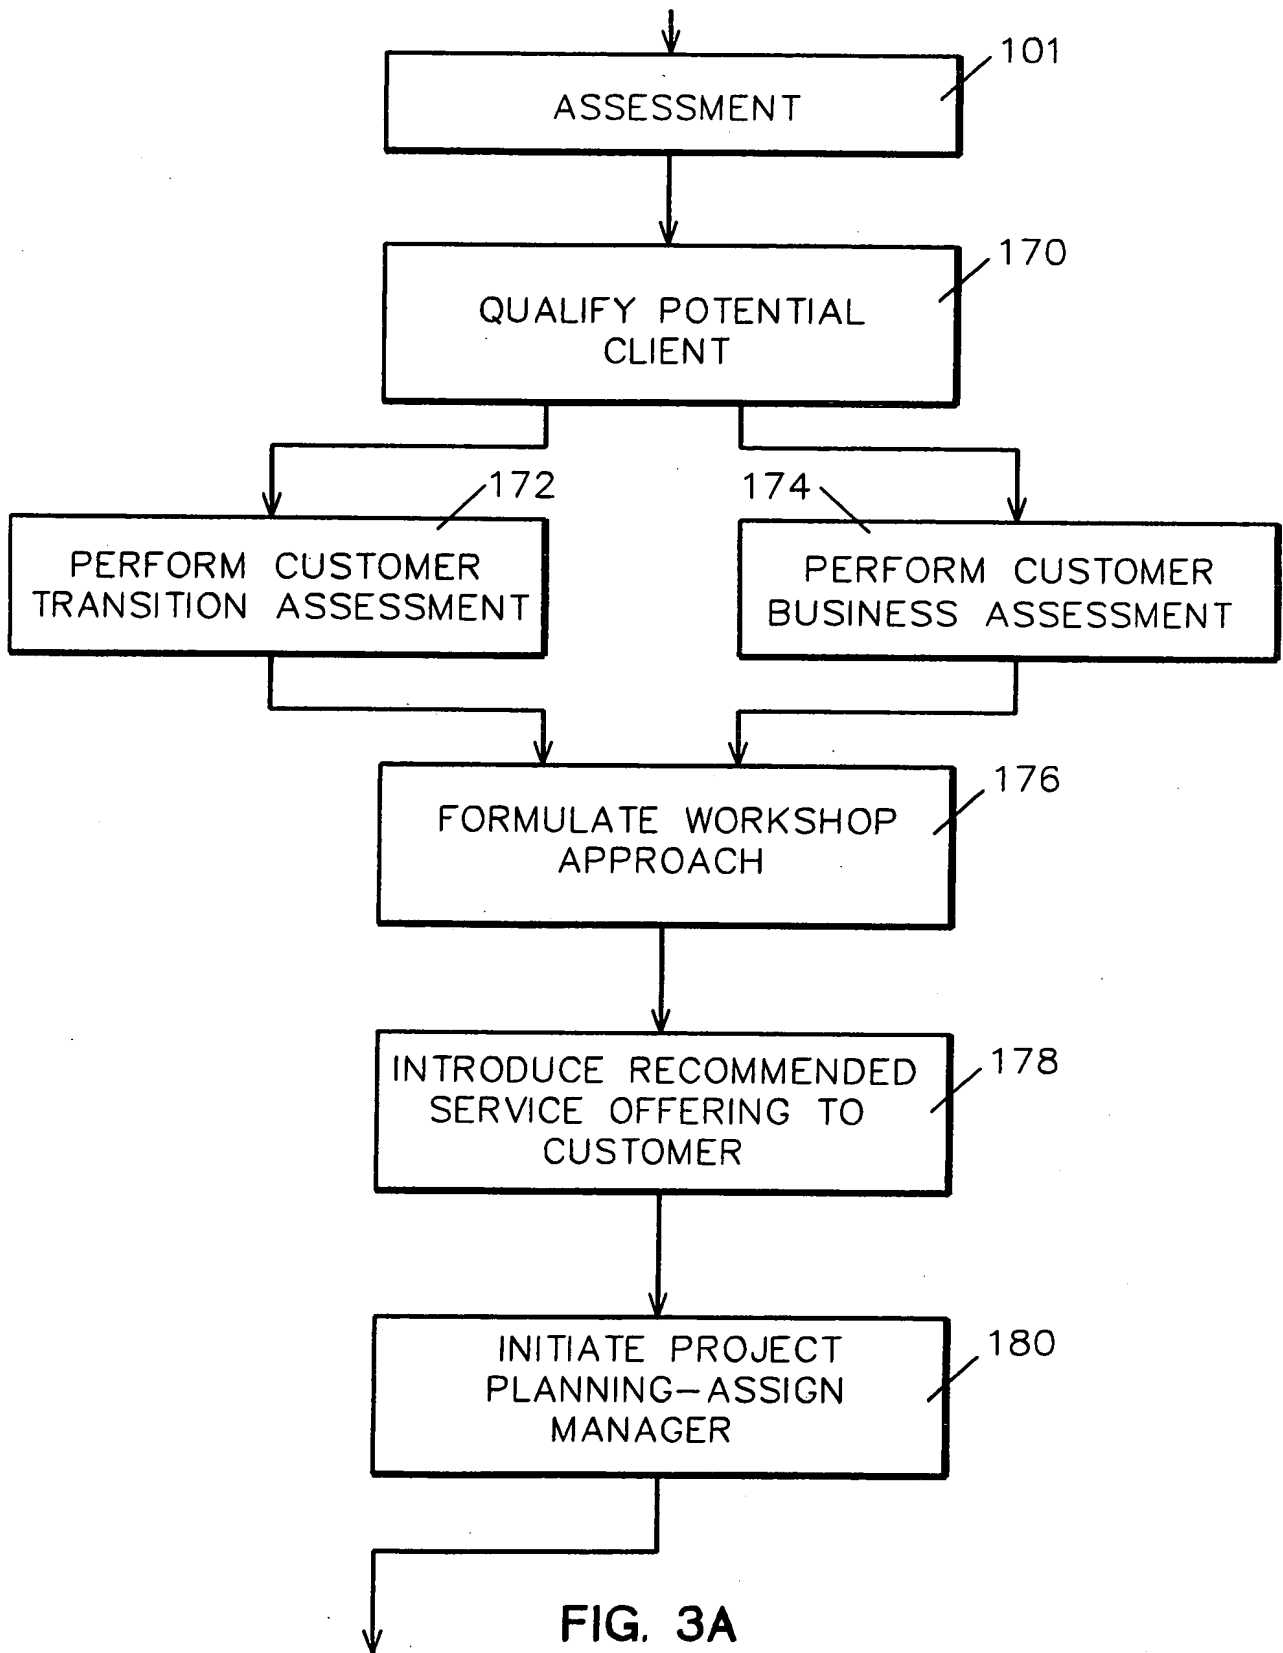 101
ASSESSMENT
170
QUALIFY POTENTIAL
CLIENT
172
174
PERFORM CUSTOMER
TRANSITION ASSESSMENT
PERFORM CUSTOMER
BUSINESS ASSESSMENT
176
FORMULATE WORKSHOP
APPROACH
178
INTRODUCE RECOMMENDED
SERVICE OFFERING TO
CUSTOMER
180
INITIATE PROJECT
PLANNING–ASSIGN
MANAGER
FIG. 3A